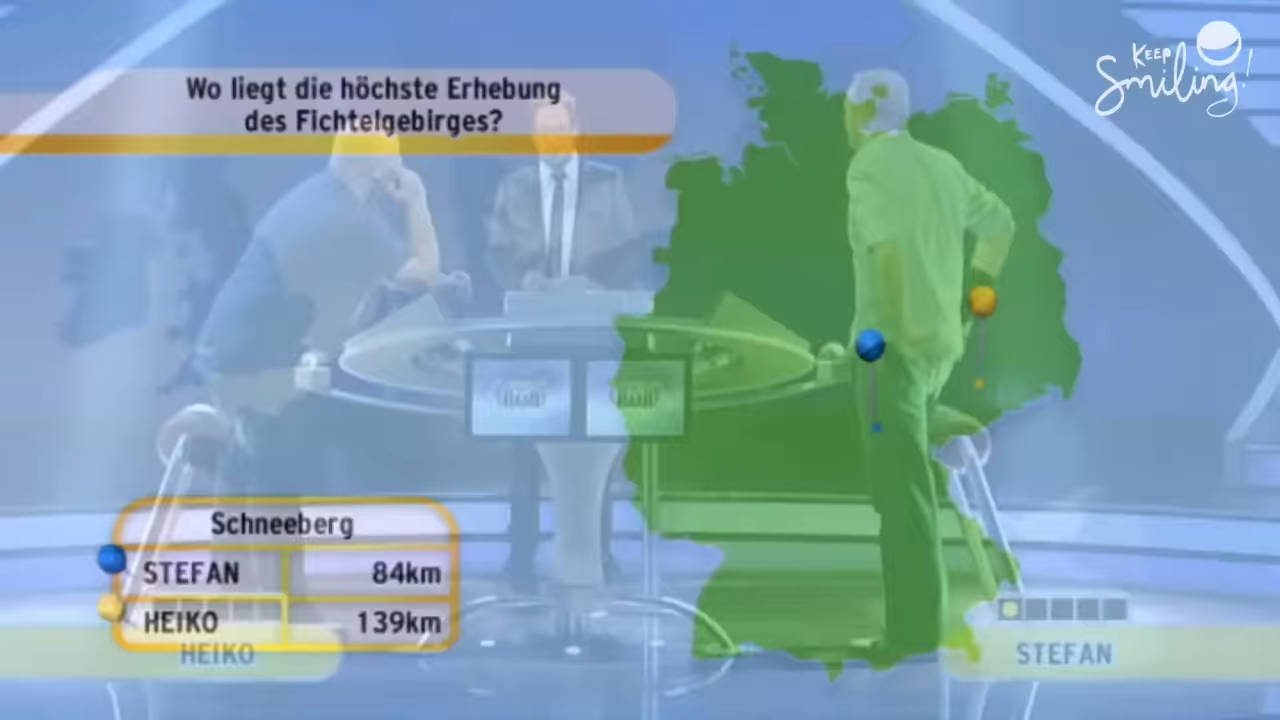 KEEP
Smiling!
Wo liegt die höchste Erhebung
des Fichtelgebirges?
Schneeberg
STEFAN 84km
HEIKO 139km
HEIKO
STEFAN